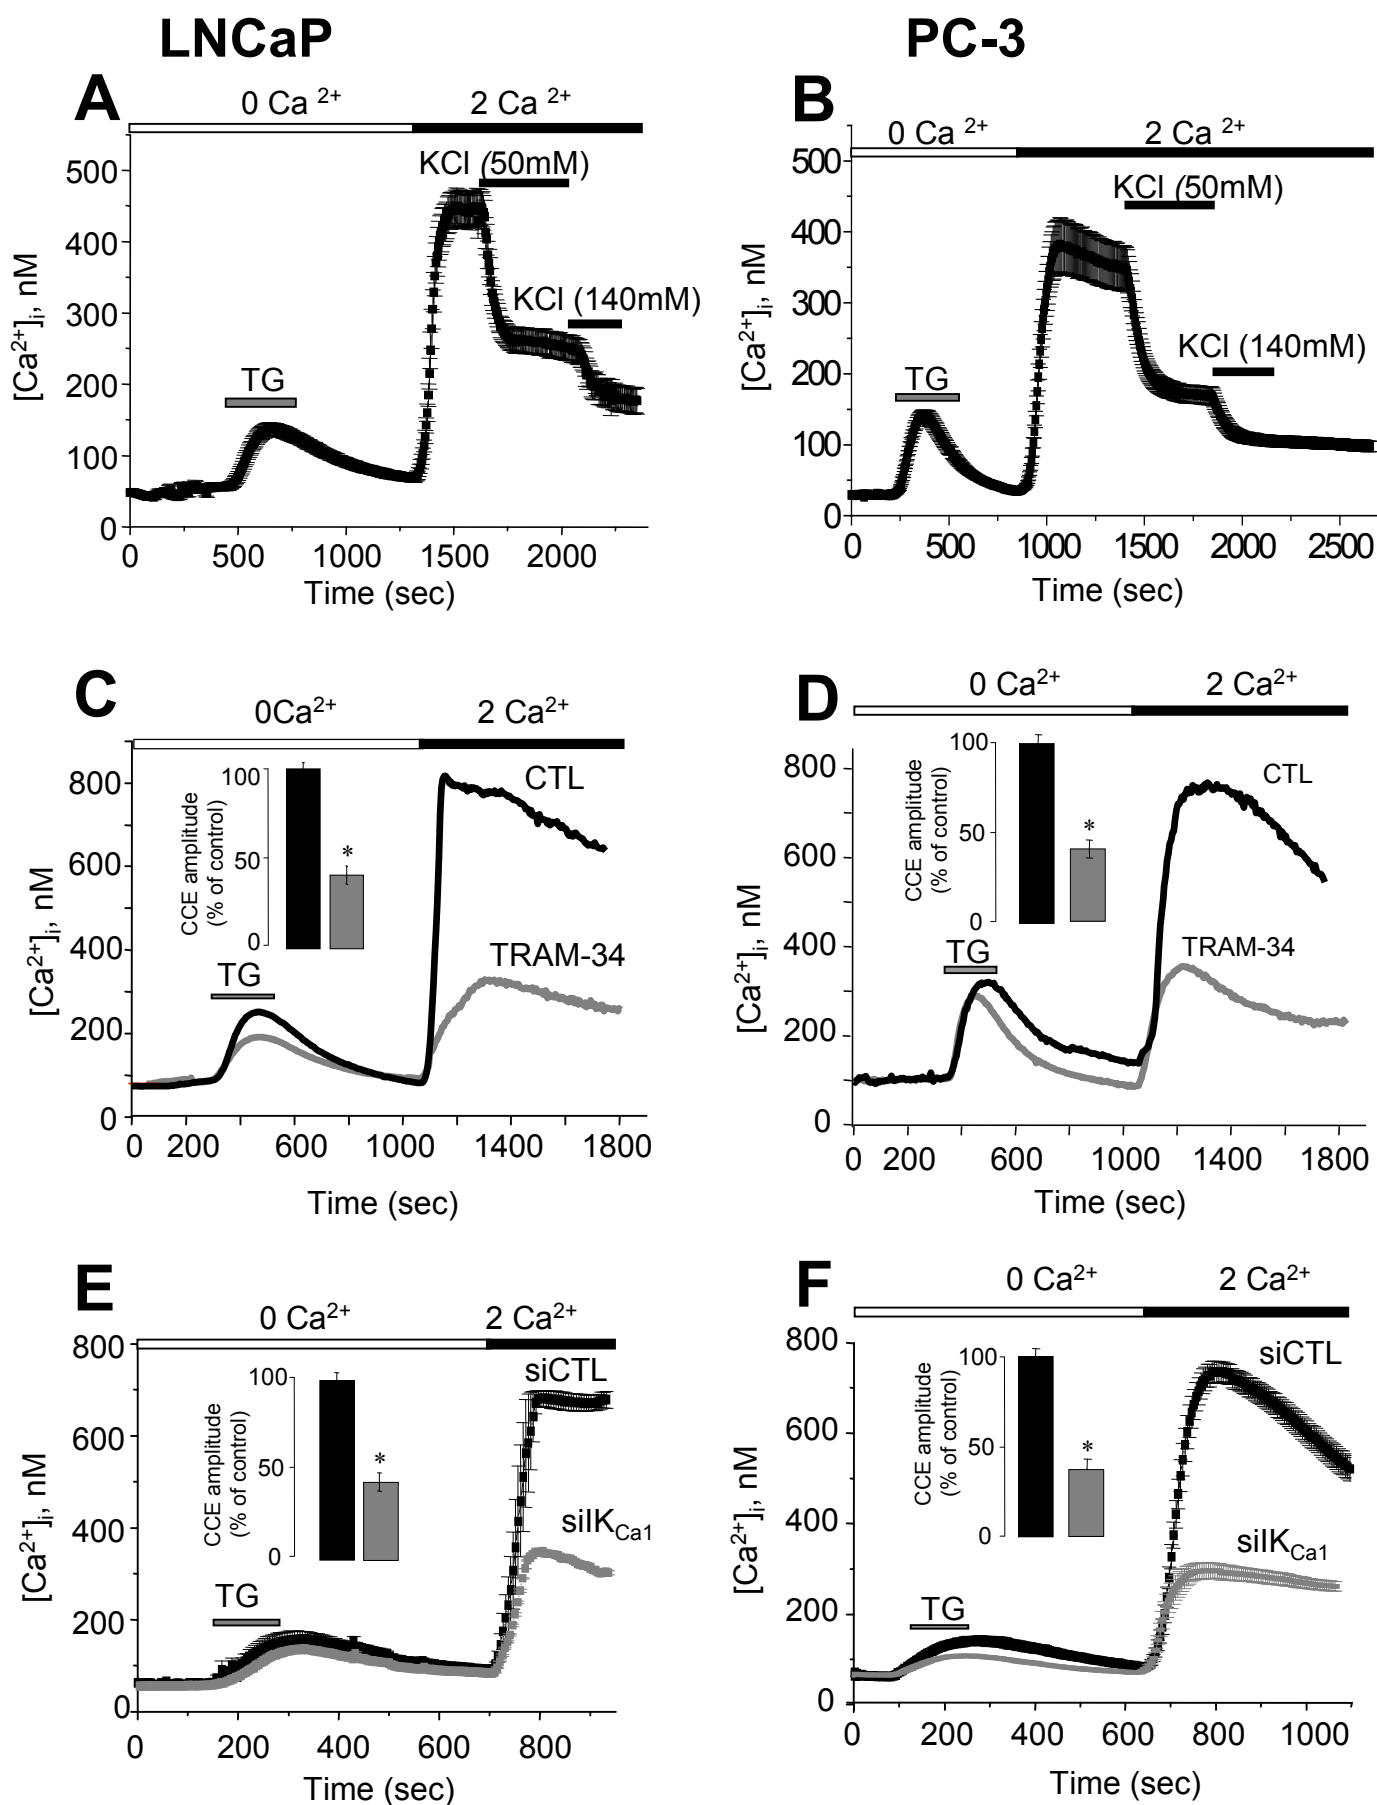 LNCaP PC-3
A
0 Ca 2+ 2 Ca 2+
KCl (50mM)
KCl (140mM)
TG
[Ca2+]i, nM
500
400
300
200
100
0
0 500 1000 1500 2000
Time (sec)
B
0 Ca 2+ 2 Ca 2+
KCl (50mM)
KCl (140mM)
TG
[Ca2+]i, nM
500
400
300
200
100
0
0 500 1000 1500 2000 2500
Time (sec)
C
0Ca2+ 2 Ca2+
CTL
TRAM-34
TG
CCE amplitude
(% of control)
100
50
0
*
[Ca2+]i, nM
800
600
400
200
0
0 200 600 1000 1400 1800
Time (sec)
D
0 Ca2+ 2 Ca2+
CTL
TRAM-34
TG
CCE amplitude
(% of control)
100
50
0
*
[Ca2+]i, nM
800
600
400
200
0
0 200 600 1000 1400 1800
Time (sec)
E
0 Ca2+ 2 Ca2+
siCTL
siIKCa1
TG
CCE amplitude
(% of control)
100
50
0
*
[Ca2+]i, nM
800
600
400
200
0
0 200 400 600 800
Time (sec)
F
0 Ca2+ 2 Ca2+
siCTL
siIKCa1
TG
CCE amplitude
(% of control)
100
50
0
*
[Ca2+]i, nM
800
600
400
200
0
0 200 400 600 800 1000
Time (sec)